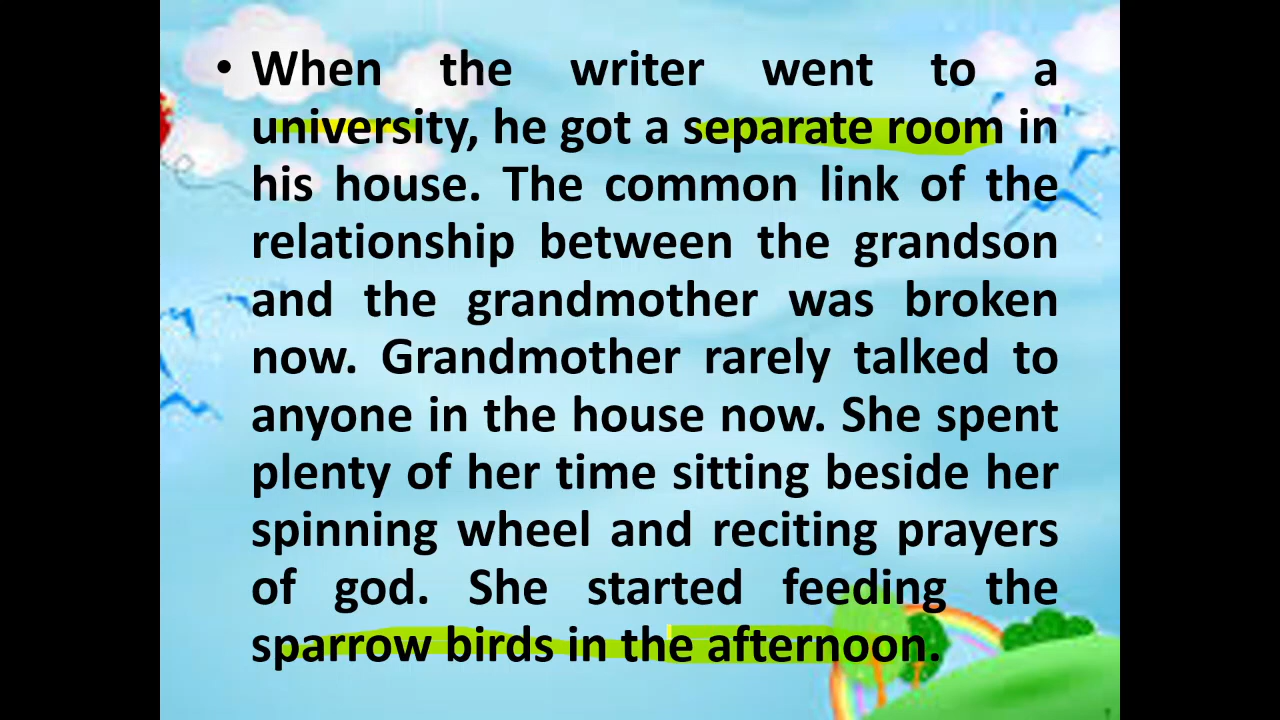 • When the writer went to a
university, he got a separate room in
his house. The common link of the
relationship between the grandson
and the grandmother was broken
now. Grandmother rarely talked to
anyone in the house now. She spent
plenty of her time sitting beside her
spinning wheel and reciting prayers
of god. She started feeding the
sparrow birds in the afternoon.